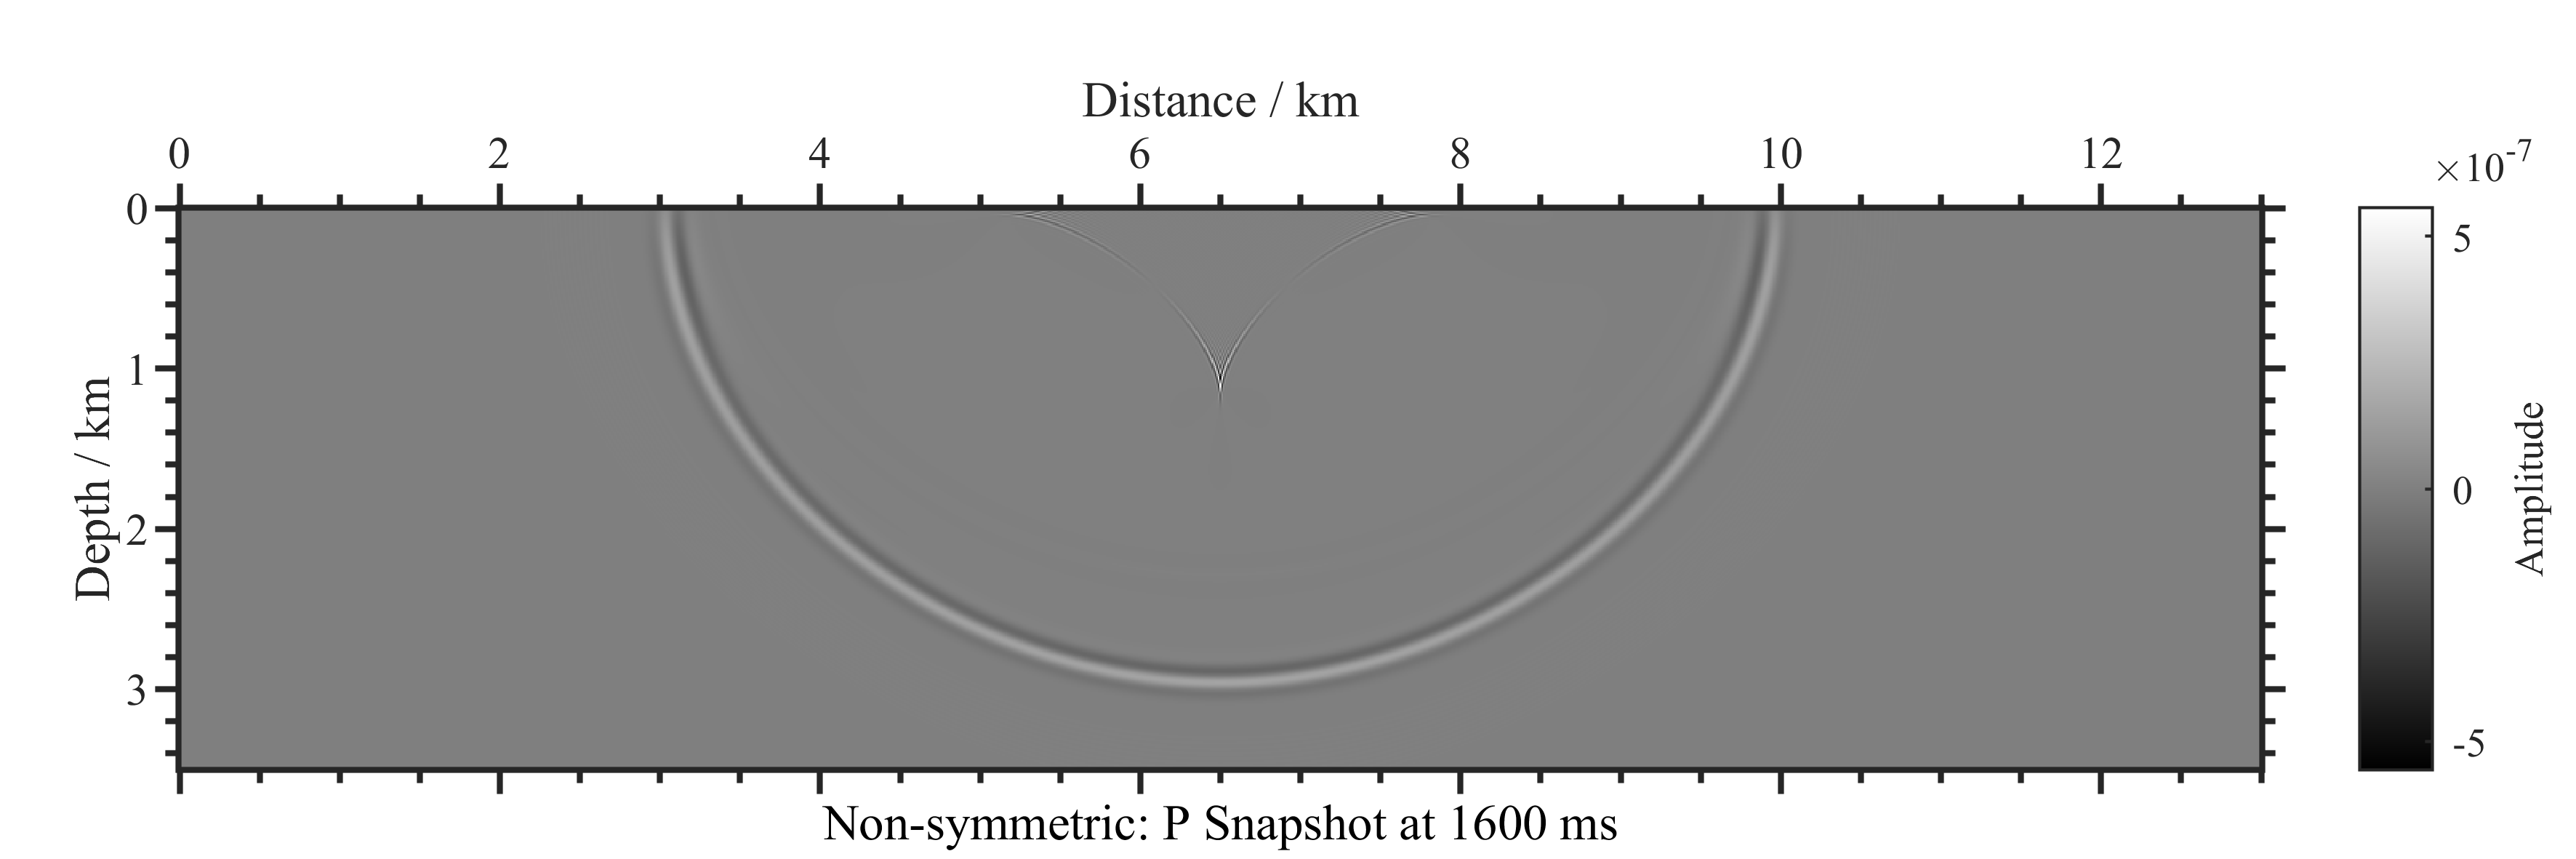 Distance / km
0 2 4 6 8 10 12
×10-7
0
1
2
3
Depth / km
5
0
-5
Amplitude
Non-symmetric: P Snapshot at 1600 ms